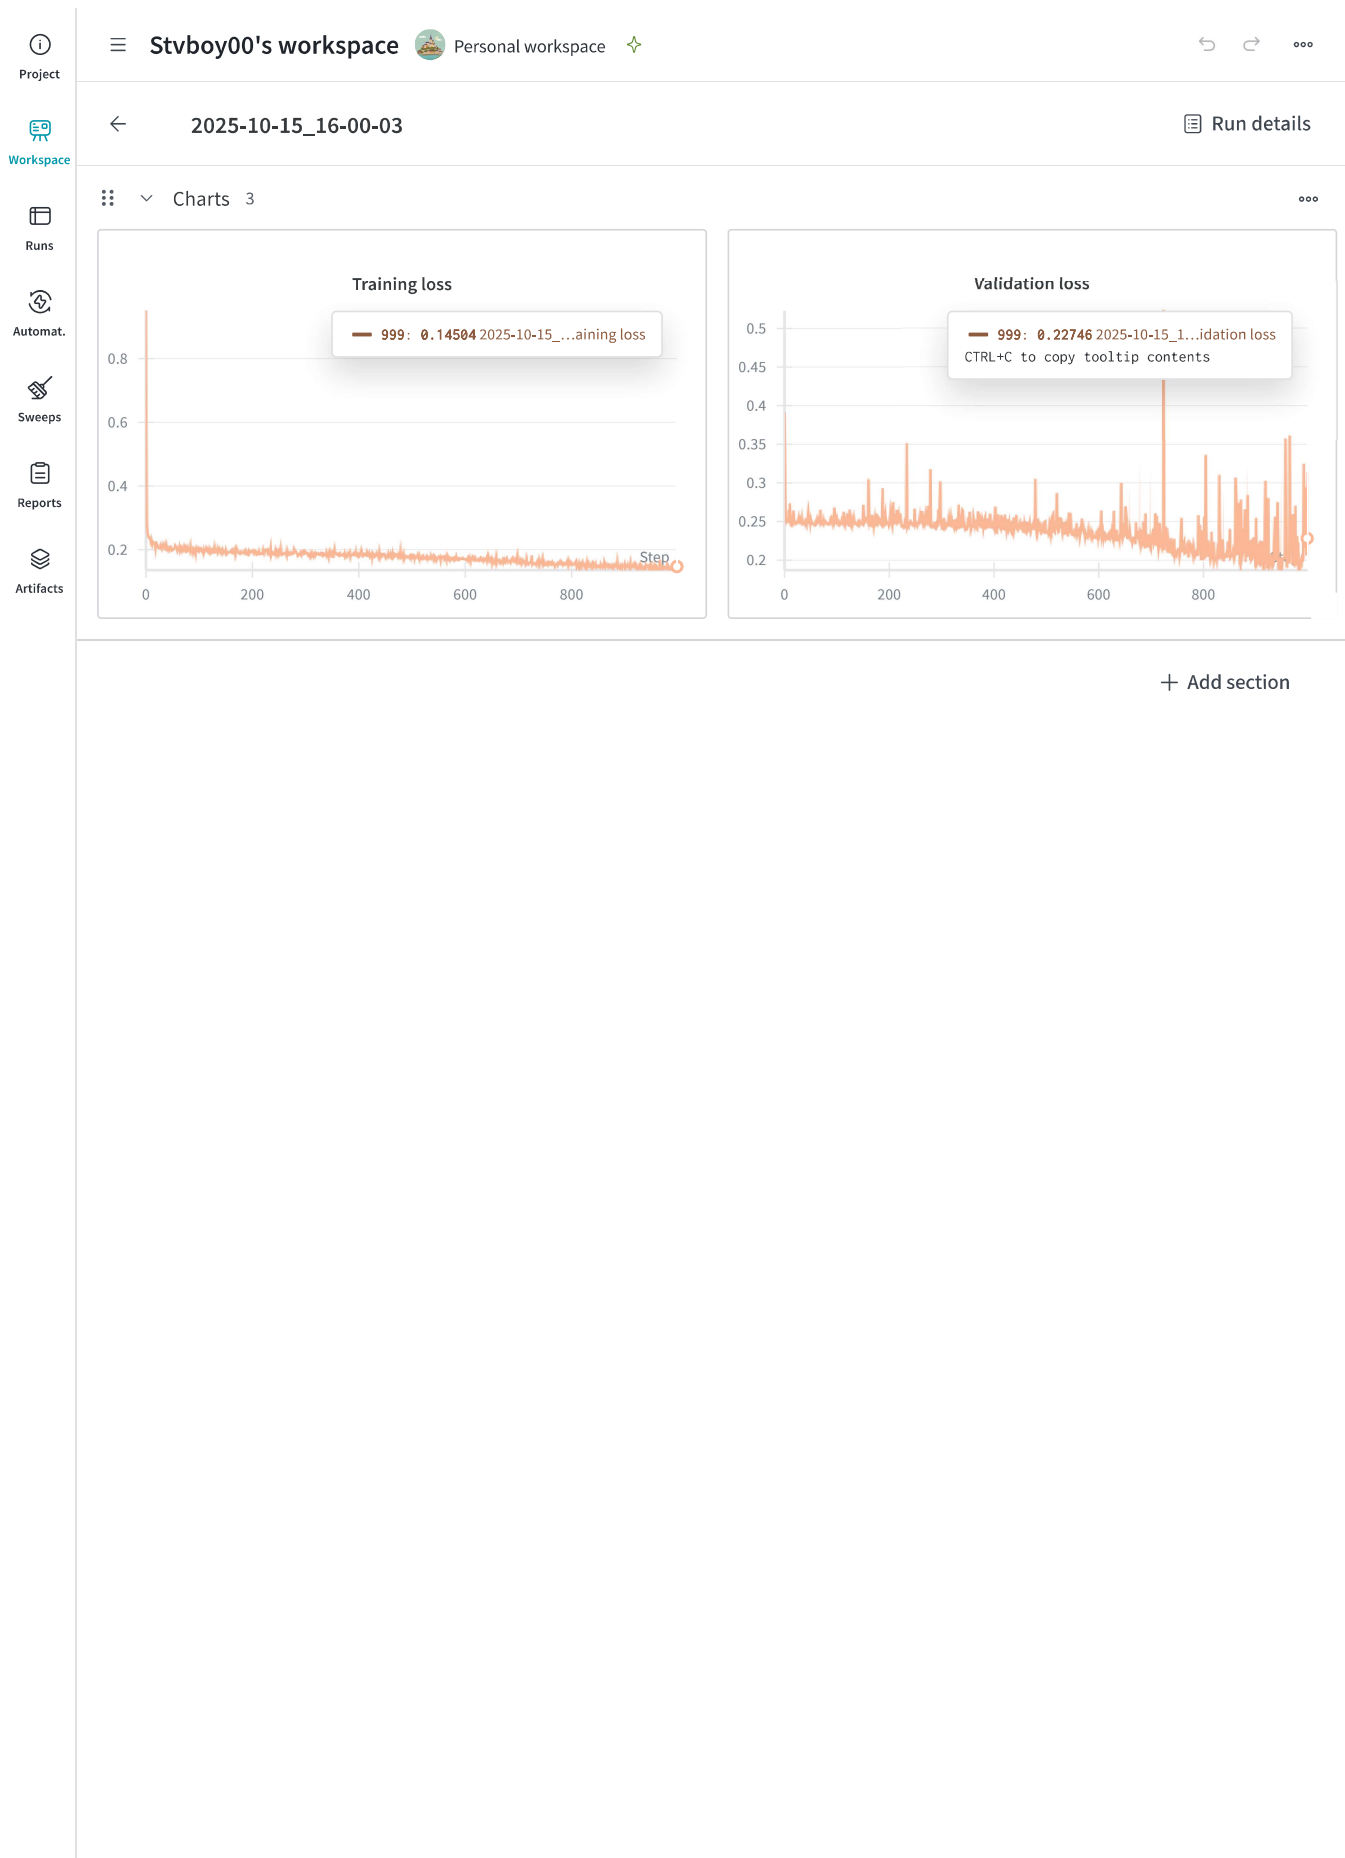 Project
Workspace
Runs
Automat.
Sweeps
Reports
Artifacts
Stvboy00's workspace
Personal workspace
2025-10-15_16-00-03
Run details
Charts 3
Training loss
999: 0.14504 2025-10-15_…aining loss
0.8
0.6
0.4
0.2
Step
0 200 400 600 800
Validation loss
999: 0.22746 2025-10-15_1…idation loss
CTRL+C to copy tooltip contents
0.5
0.45
0.4
0.35
0.3
0.25
0.2
0 200 400 600 800
Add section